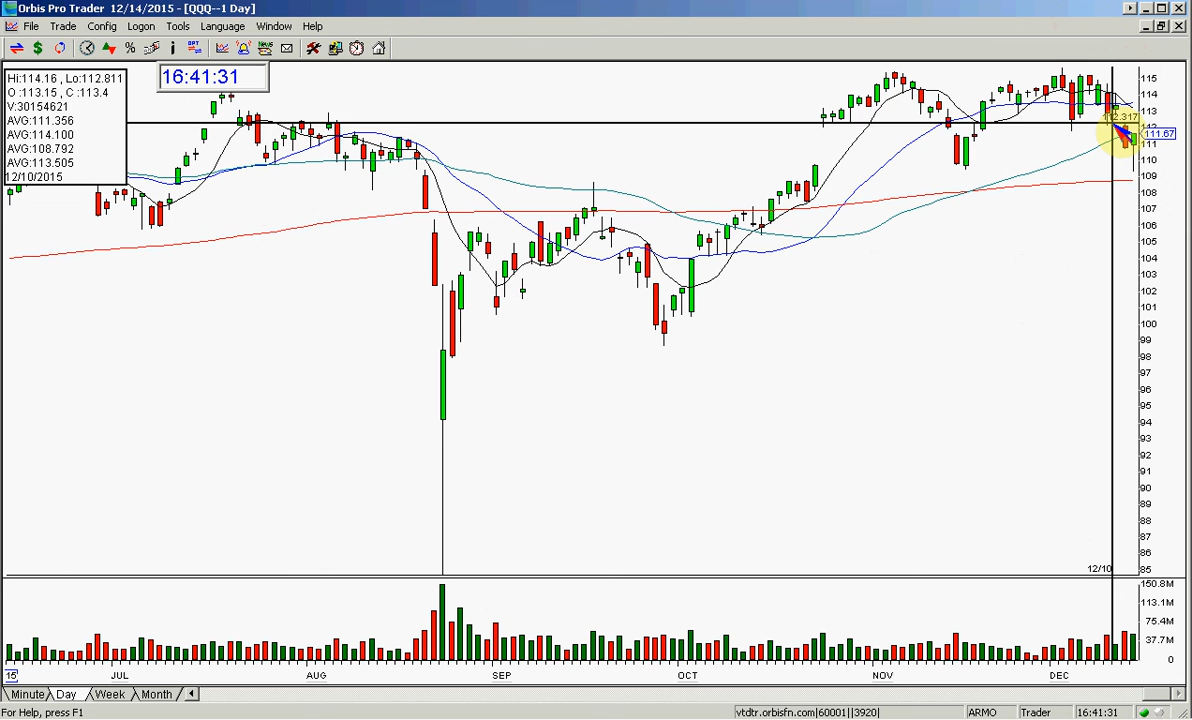 Orbis Pro Trader 12/14/2015 - [QQQ--1 Day]
File Trade Config Logon Tools Language Window Help
16:41:31
Hi:114.16 , Lo:112.811
O :113.15 , C :113.4
V:30154621
AVG:111.356
AVG:114.100
AVG:108.792
AVG:113.505
12/10/2015
115
113
112.317
111.67
111
110
109
108
107
106
105
104
103
102
101
100
99
98
97
96
95
94
93
92
91
90
89
88
87
86
85
12/10
150.8M
113.1M
75.4M
37.7M
0
15 JUL AUG SEP OCT NOV DEC
Minute Day Week Month
For Help, press F1 vtdtr.orbisfn.com|60001||3920| ARMO Trader 16:41:31